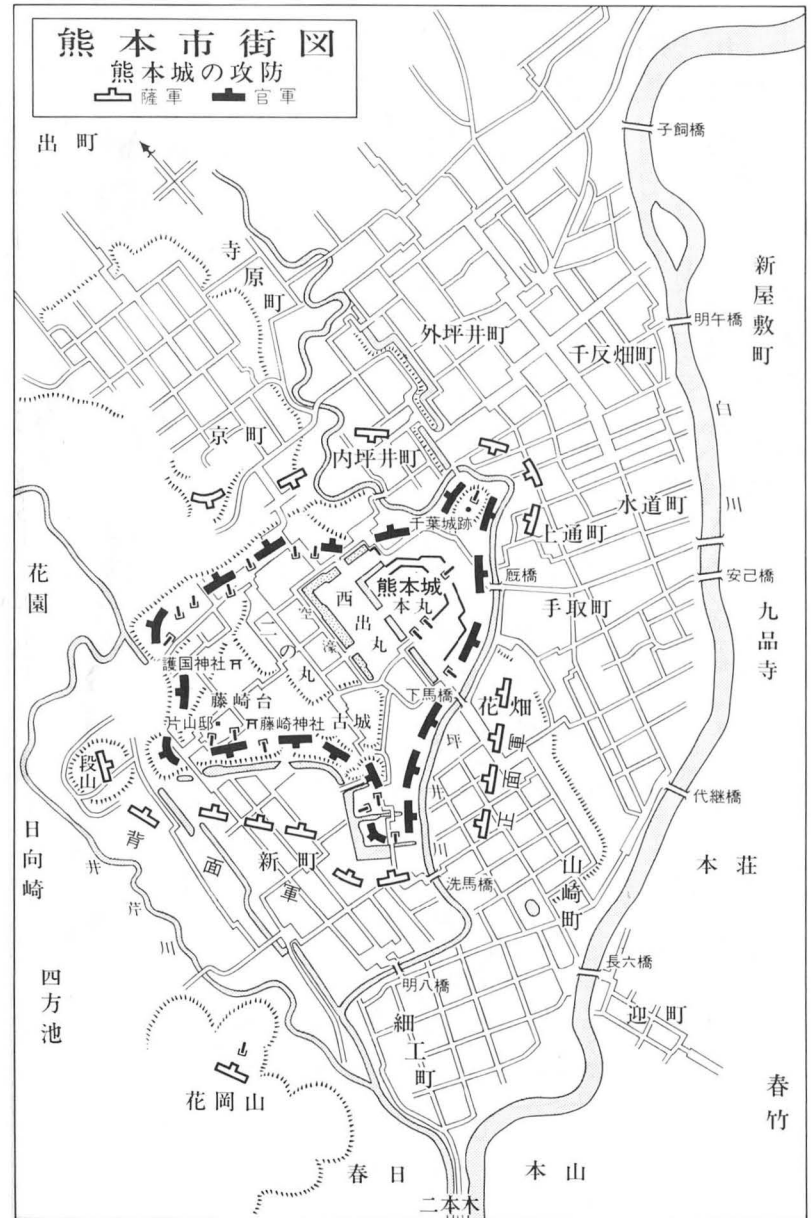 熊本市街図
熊本城の攻防
薩軍 官軍
出町
子飼橋
寺原町
新屋敷町
外坪井町
明午橋
千反畑町
白川
京町
内坪井町
水道町
千葉城跡
上通町
花園
熊本城
本丸
厩橋
安己橋
西出丸
空濠
手取町
九品寺
二の丸
護国神社
下馬橋
花畑
藤崎台
片山邸
藤崎神社
古城
坪井川
正面軍
段山
代継橋
日向崎
背面軍
新町
本荘
井芹川
洗馬橋
山崎町
四方池
明八橋
長六橋
迎町
細工町
花岡山
春竹
春日
本山
二本木